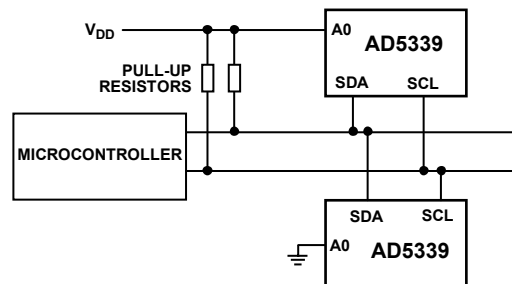 VDD
A0
AD5339
SDA SCL
PULL-UP
RESISTORS
MICROCONTROLLER
SDA SCL
A0
AD5339